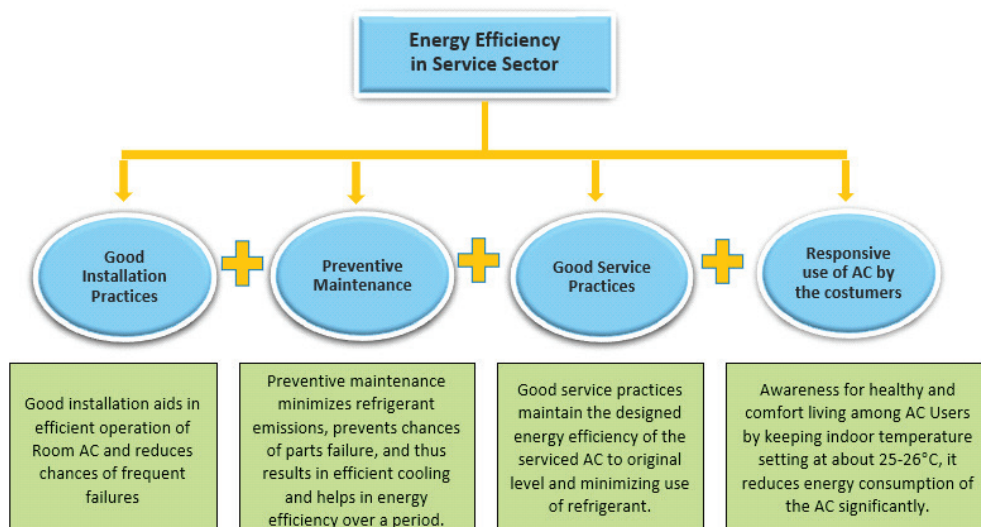 Energy Efficiency
in Service Sector
Good
Installation
Practices
Preventive
Maintenance
Good Service
Practices
Responsive
use of AC by
the costumers
Good installation aids in
efficient operation of
Room AC and reduces
chances of frequent
failures
Preventive maintenance
minimizes refrigerant
emissions, prevents chances
of parts failure, and thus
results in efficient cooling
and helps in energy
efficiency over a period.
Good service practices
maintain the designed
energy efficiency of the
serviced AC to original
level and minimizing use
of refrigerant.
Awareness for healthy and
comfort living among AC Users
by keeping indoor temperature
setting at about 25-26°C, it
reduces energy consumption of
the AC significantly.